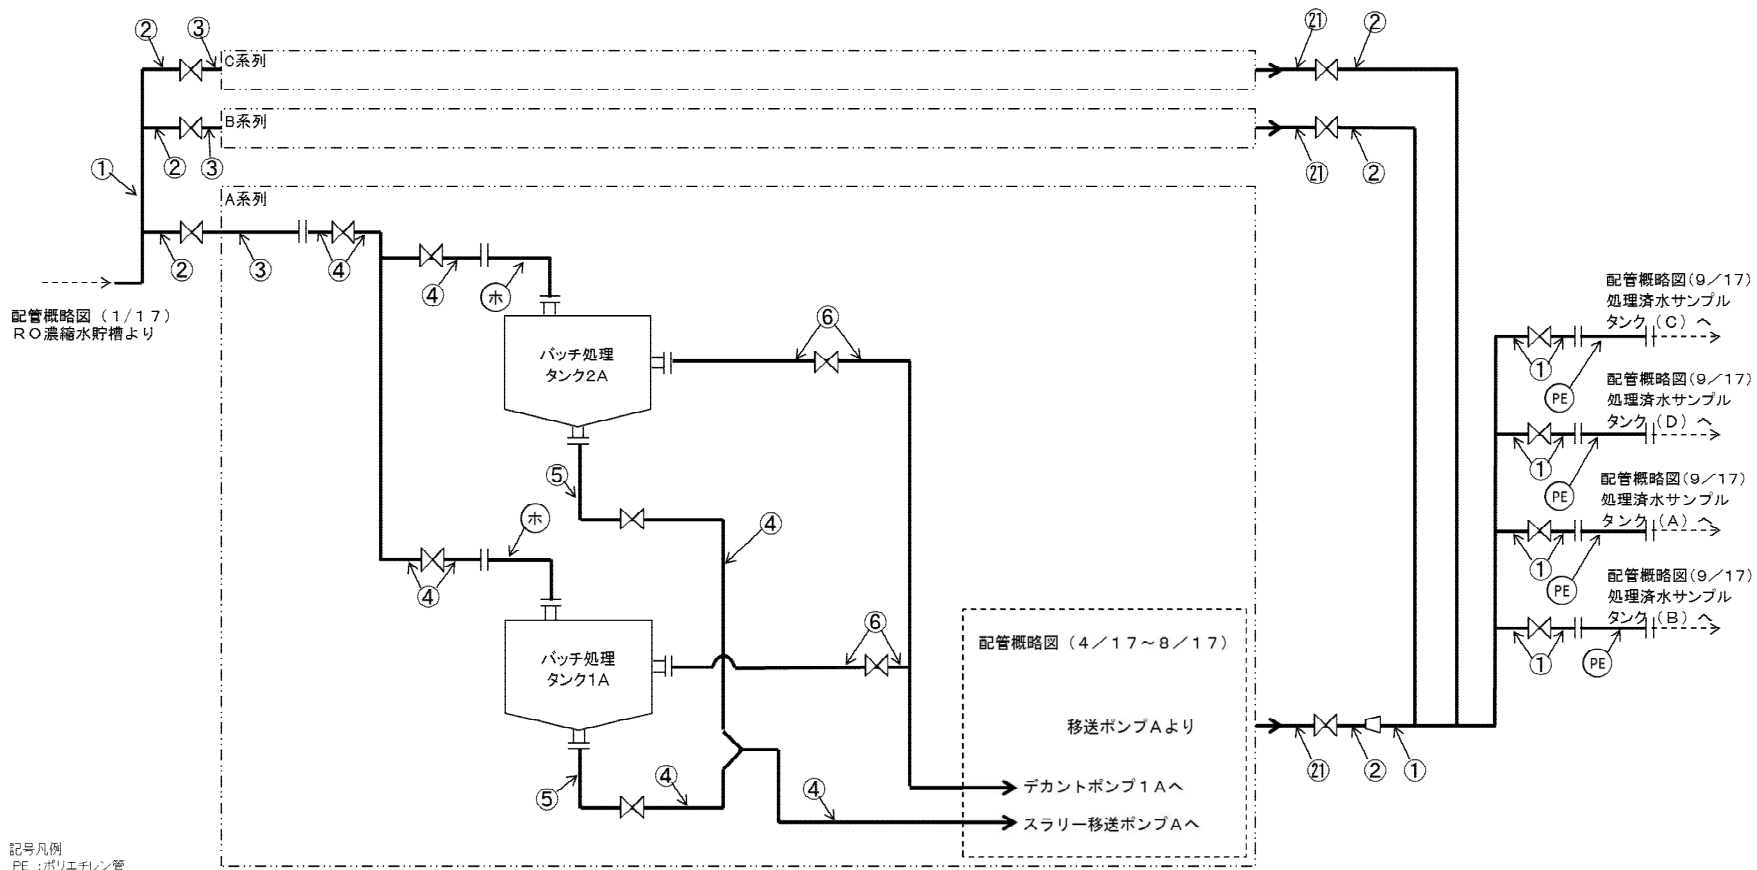 ② ③ ㉑ ②
C系列
B系列
② ③ ㉑ ②
①
A系列
② ③ ④ ④ ㋭
配管概略図（1/17）
RO濃縮水貯槽より
バッチ処理
タンク2A
⑥
⑤
④
㋭
④
バッチ処理
タンク1A
⑥
⑤
④
④
配管概略図（4/17～8/17）
移送ポンプAより
デカントポンプ1Aへ
スラリー移送ポンプAへ
㉑ ② ①
配管概略図(9/17)
処理済水サンプル
タンク（C）へ
①
PE
配管概略図(9/17)
処理済水サンプル
タンク（D）へ
①
PE
配管概略図(9/17)
処理済水サンプル
タンク（A）へ
①
PE
配管概略図(9/17)
処理済水サンプル
タンク（B）へ
①
PE
記号凡例
PE :ポリエチレン管